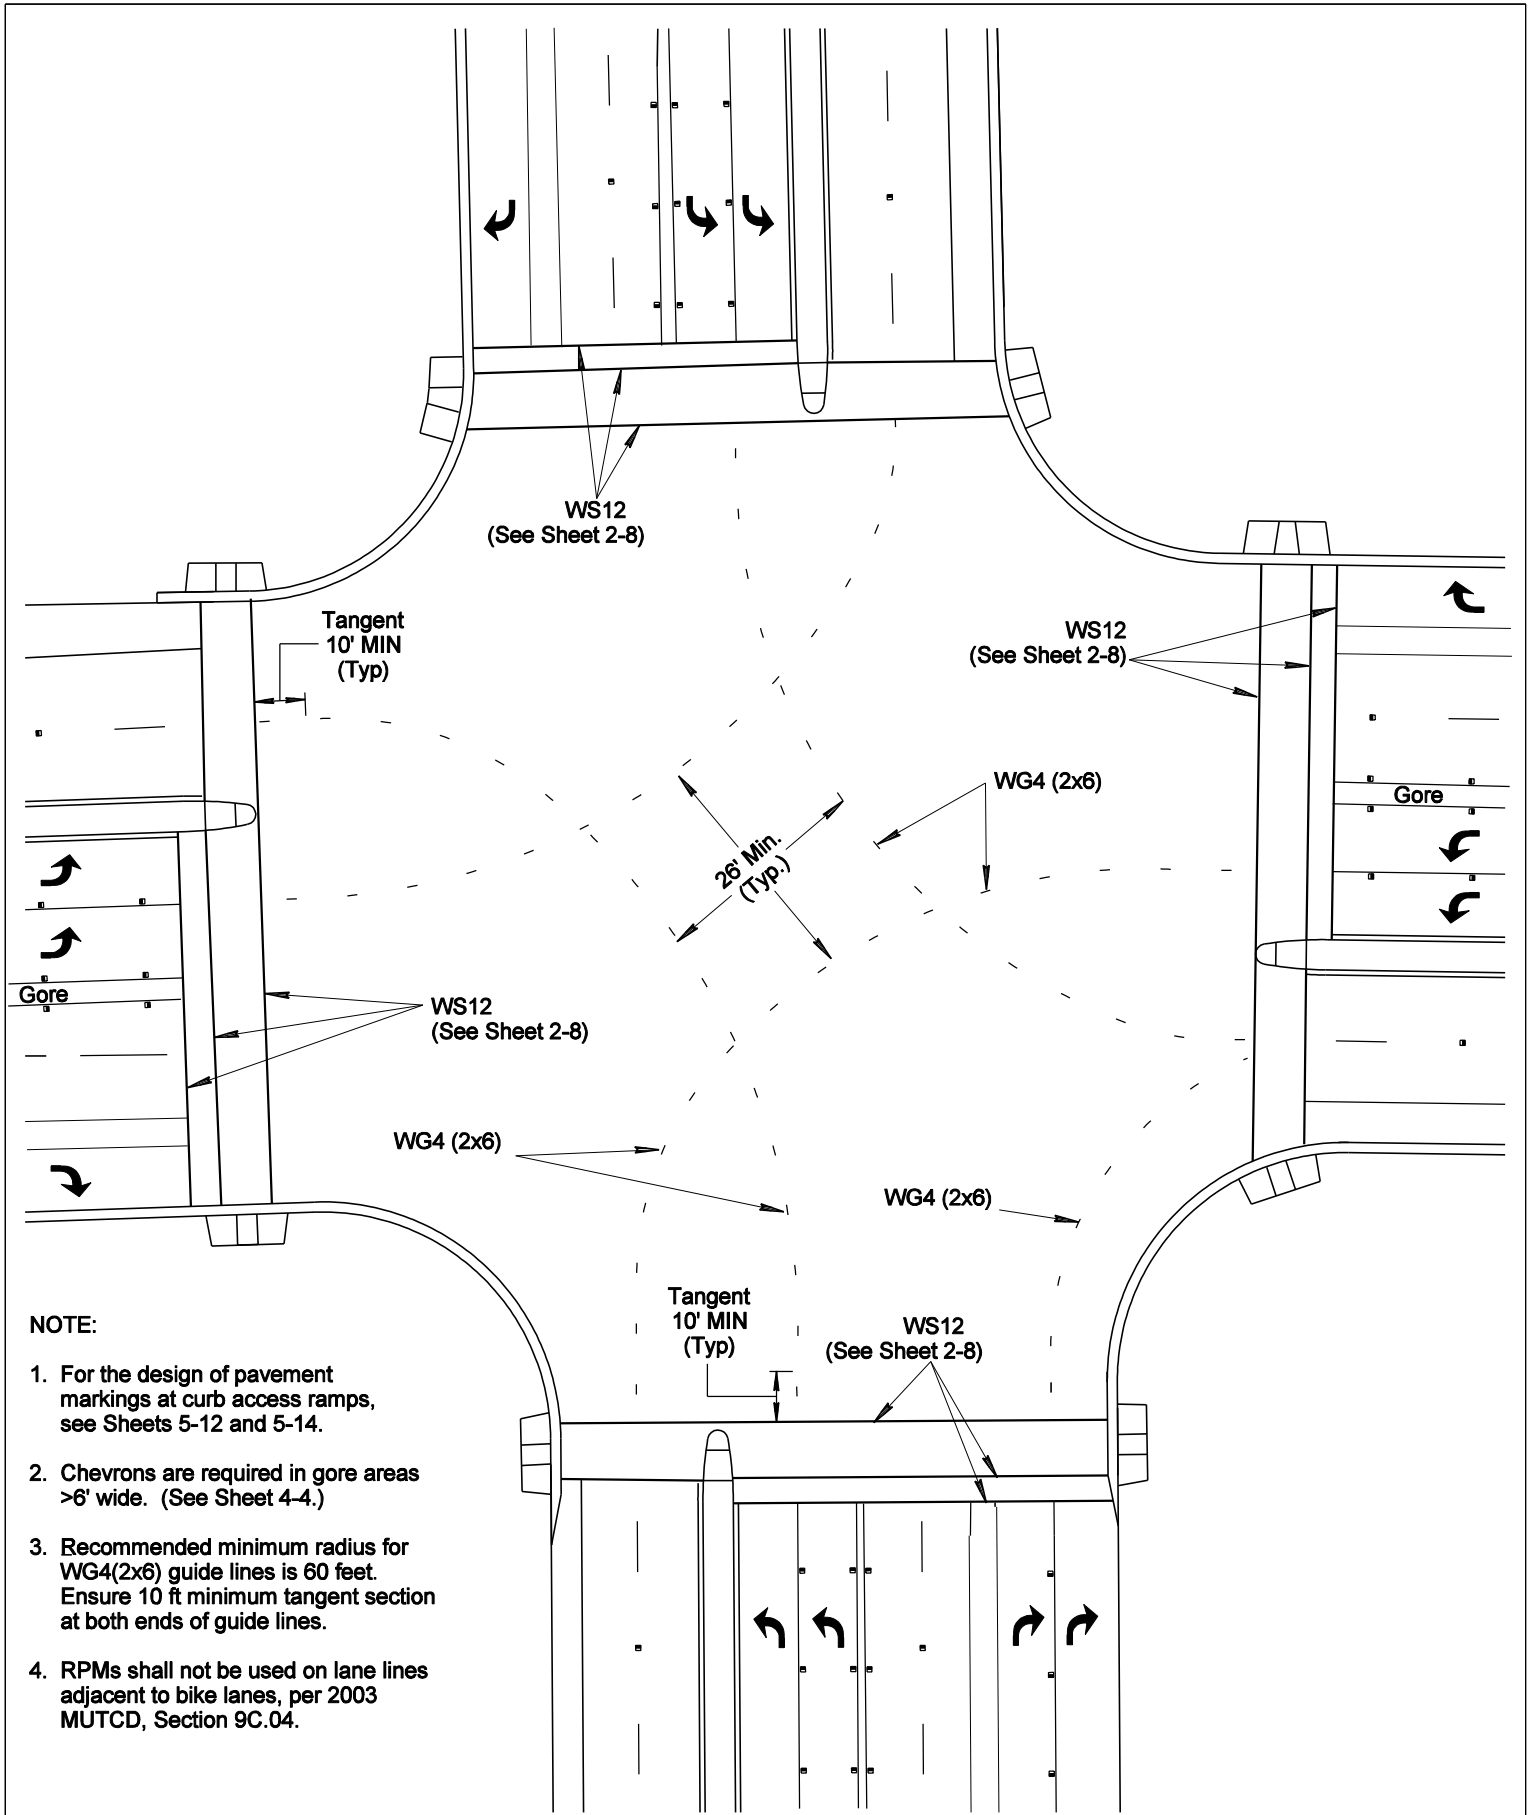 WS12
(See Sheet 2-8)
Tangent
10' MIN
(Typ)
WS12
(See Sheet 2-8)
WG4 (2x6)
Gore
26' Min.
(Typ.)
Gore
WS12
(See Sheet 2-8)
WG4 (2x6)
WG4 (2x6)
Tangent
10' MIN
(Typ)
WS12
(See Sheet 2-8)
NOTE:
1. For the design of pavement
markings at curb access ramps,
see Sheets 5-12 and 5-14.
2. Chevrons are required in gore areas
>6' wide. (See Sheet 4-4.)
3. Recommended minimum radius for
WG4(2x6) guide lines is 60 feet.
Ensure 10 ft minimum tangent section
at both ends of guide lines.
4. RPMs shall not be used on lane lines
adjacent to bike lanes, per 2003
MUTCD, Section 9C.04.